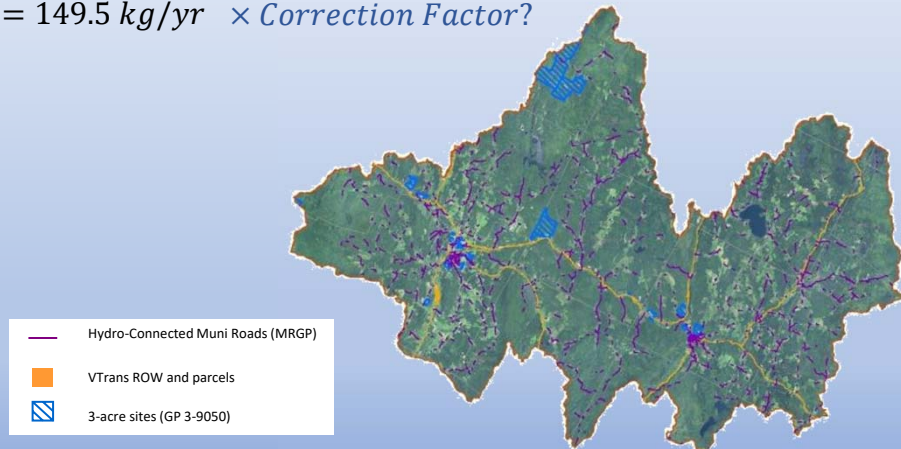 = 149.5 kg/yr × Correction Factor?
Hydro-Connected Muni Roads (MRGP)
VTrans ROW and parcels
3-acre sites (GP 3-9050)